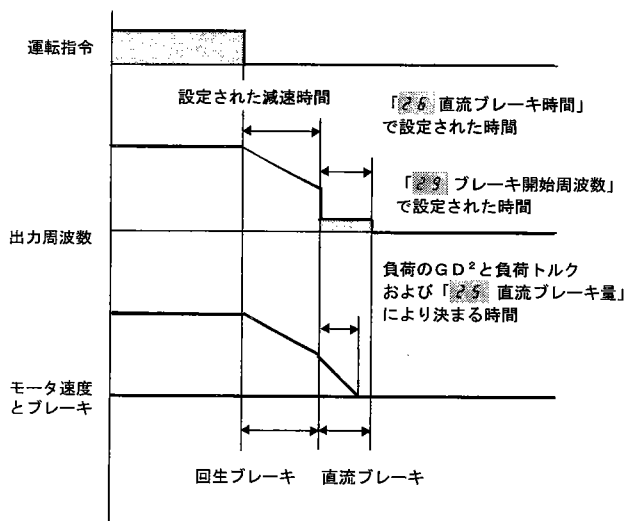 運転指令
設定された減速時間
「26 直流ブレーキ時間」
で設定された時間
「29 ブレーキ開始周波数」
で設定された時間
出力周波数
負荷のGD²と負荷トルク
および「25 直流ブレーキ量」
により決まる時間
モータ速度
とブレーキ
回生ブレーキ
直流ブレーキ